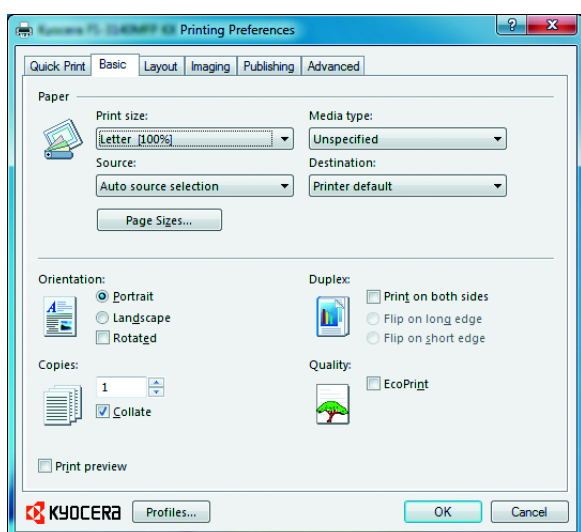 Printing Preferences
Quick Print Basic Layout Imaging Publishing Advanced
Paper
Print size: Media type:
Letter [100%] Unspecified
Source: Destination:
Auto source selection Printer default
Page Sizes...
Orientation: Duplex:
Portrait Print on both sides
Landscape Flip on long edge
Rotated Flip on short edge
Copies: Quality:
1 EcoPrint
Collate
Print preview
KYOCERA Profiles... OK Cancel